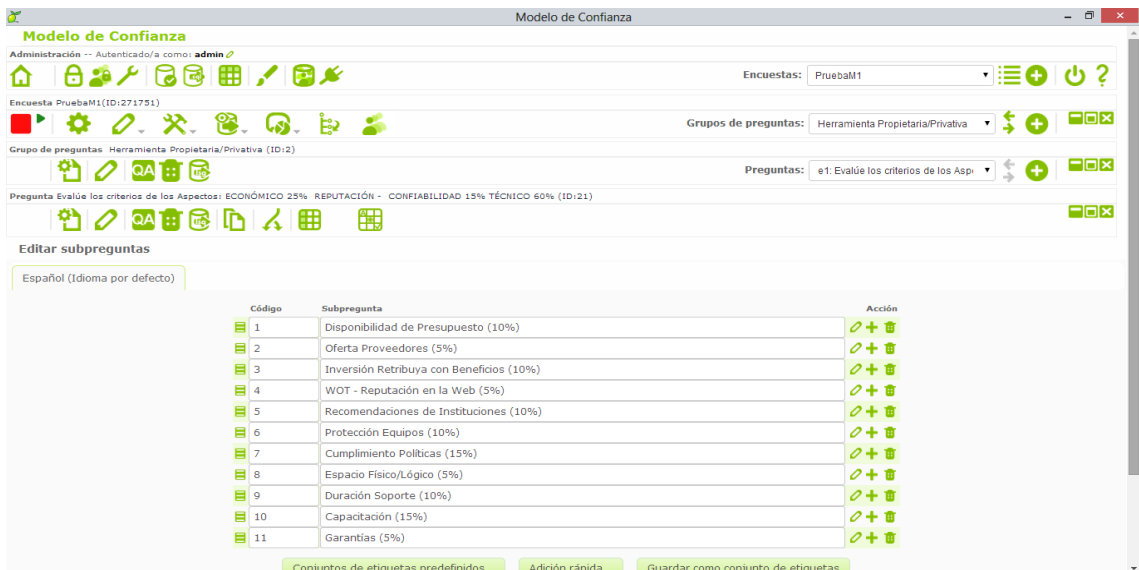 Modelo de Confianza
Modelo de Confianza
Administración -- Autenticado/a como: admin
Encuestas: PruebaM1
Encuesta PruebaM1(ID:271751)
Grupos de preguntas: Herramienta Propietaria/Privativa
Grupo de preguntas Herramienta Propietaria/Privativa (ID:2)
QA
Preguntas: e1: Evalúe los criterios de los Asp
Pregunta Evalúe los criterios de los Aspectos: ECONÓMICO 25% REPUTACIÓN - CONFIABILIDAD 15% TÉCNICO 60% (ID:21)
QA
Editar subpreguntas
Español (Idioma por defecto)
Código Subpregunta Acción
1 Disponibilidad de Presupuesto (10%)
2 Oferta Proveedores (5%)
3 Inversión Retribuya con Beneficios (10%)
4 WOT - Reputación en la Web (5%)
5 Recomendaciones de Instituciones (10%)
6 Protección Equipos (10%)
7 Cumplimiento Políticas (15%)
8 Espacio Físico/Lógico (5%)
9 Duración Soporte (10%)
10 Capacitación (15%)
11 Garantías (5%)
Conjuntos de etiquetas predefinidos... Adición rápida... Guardar como conjunto de etiquetas